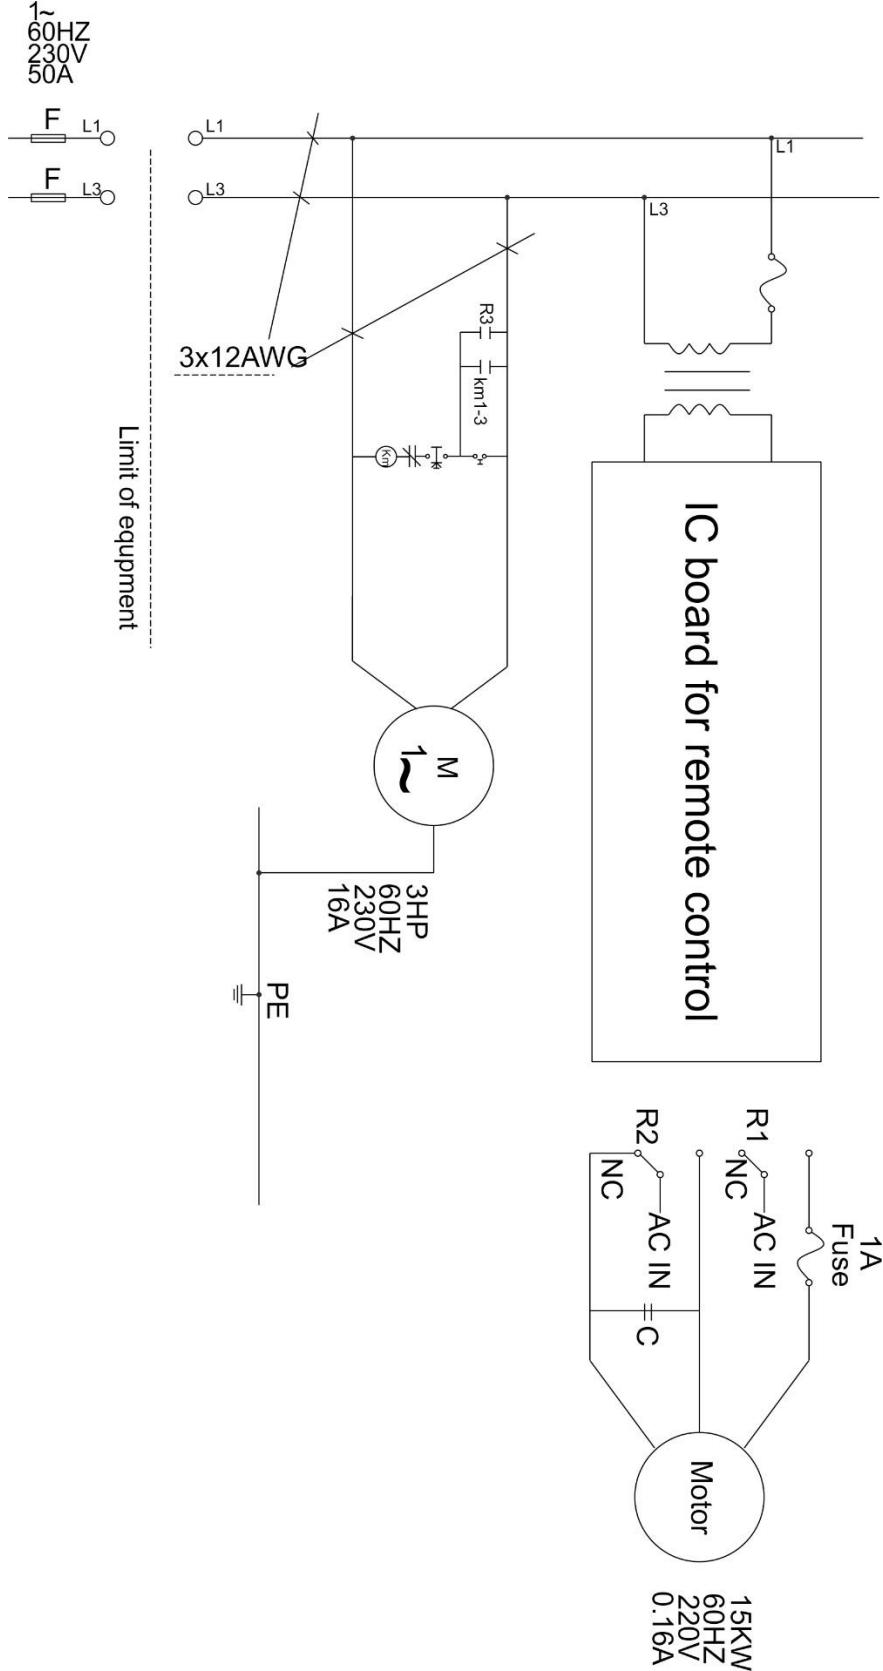 1~
60HZ
230V
50A
F
L1
L1
L1
F
L3
L3
L3
3x12AWG
Limit of equpment
R3
km1-3
Km
IC board for remote control
M
1~
3HP
60HZ
230V
16A
PE
R1
NC
AC IN
R2
NC
AC IN
1A
Fuse
C
Motor
15KW
60HZ
220V
0.16A